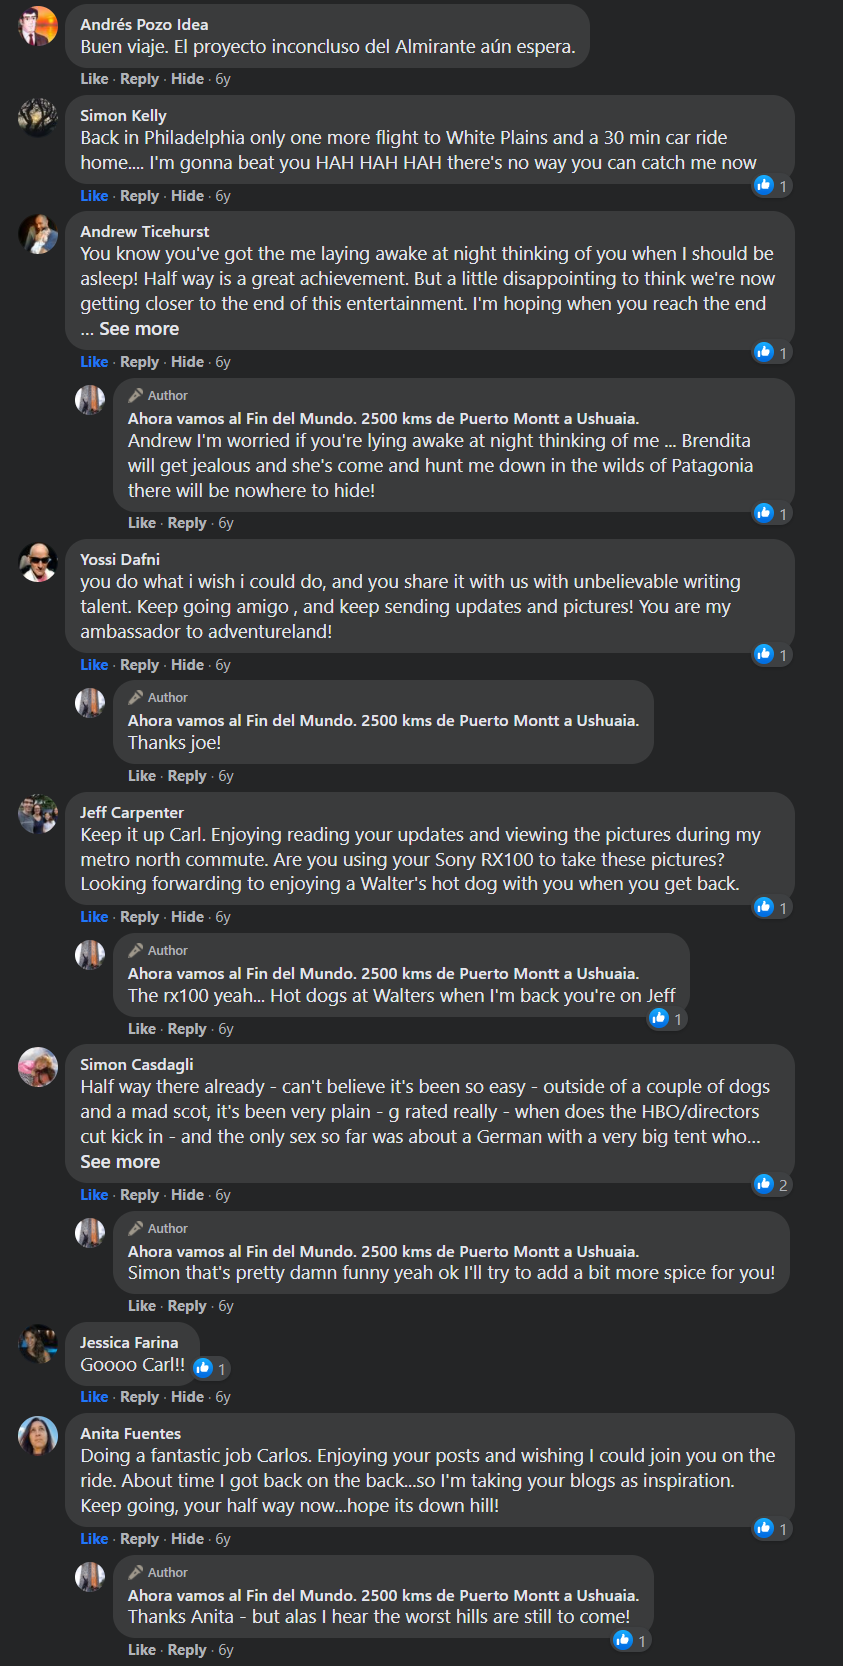 Andrés Pozo Idea
Buen viaje. El proyecto inconcluso del Almirante aún espera.
Like · Reply · Hide · 6y
Simon Kelly
Back in Philadelphia only one more flight to White Plains and a 30 min car ride
home.... I'm gonna beat you HAH HAH HAH there's no way you can catch me now
1
Like · Reply · Hide · 6y
Andrew Ticehurst
You know you've got the me laying awake at night thinking of you when I should be
asleep! Half way is a great achievement. But a little disappointing to think we're now
getting closer to the end of this entertainment. I'm hoping when you reach the end
... See more
1
Like · Reply · Hide · 6y
Author
Ahora vamos al Fin del Mundo. 2500 kms de Puerto Montt a Ushuaia.
Andrew I'm worried if you're lying awake at night thinking of me ... Brendita
will get jealous and she's come and hunt me down in the wilds of Patagonia
there will be nowhere to hide!
1
Like · Reply · 6y
Yossi Dafni
you do what i wish i could do, and you share it with us with unbelievable writing
talent. Keep going amigo , and keep sending updates and pictures! You are my
ambassador to adventureland!
1
Like · Reply · Hide · 6y
Author
Ahora vamos al Fin del Mundo. 2500 kms de Puerto Montt a Ushuaia.
Thanks joe!
Like · Reply · 6y
Jeff Carpenter
Keep it up Carl. Enjoying reading your updates and viewing the pictures during my
metro north commute. Are you using your Sony RX100 to take these pictures?
Looking forwarding to enjoying a Walter's hot dog with you when you get back.
1
Like · Reply · Hide · 6y
Author
Ahora vamos al Fin del Mundo. 2500 kms de Puerto Montt a Ushuaia.
The rx100 yeah... Hot dogs at Walters when I'm back you're on Jeff
1
Like · Reply · 6y
Simon Casdagli
Half way there already - can't believe it's been so easy - outside of a couple of dogs
and a mad scot, it's been very plain - g rated really - when does the HBO/directors
cut kick in - and the only sex so far was about a German with a very big tent who...
See more
2
Like · Reply · Hide · 6y
Author
Ahora vamos al Fin del Mundo. 2500 kms de Puerto Montt a Ushuaia.
Simon that's pretty damn funny yeah ok I'll try to add a bit more spice for you!
Like · Reply · 6y
Jessica Farina
Goooo Carl!! 1
Like · Reply · Hide · 6y
Anita Fuentes
Doing a fantastic job Carlos. Enjoying your posts and wishing I could join you on the
ride. About time I got back on the back...so I'm taking your blogs as inspiration.
Keep going, your half way now...hope its down hill!
1
Like · Reply · Hide · 6y
Author
Ahora vamos al Fin del Mundo. 2500 kms de Puerto Montt a Ushuaia.
Thanks Anita - but alas I hear the worst hills are still to come!
1
Like · Reply · 6y